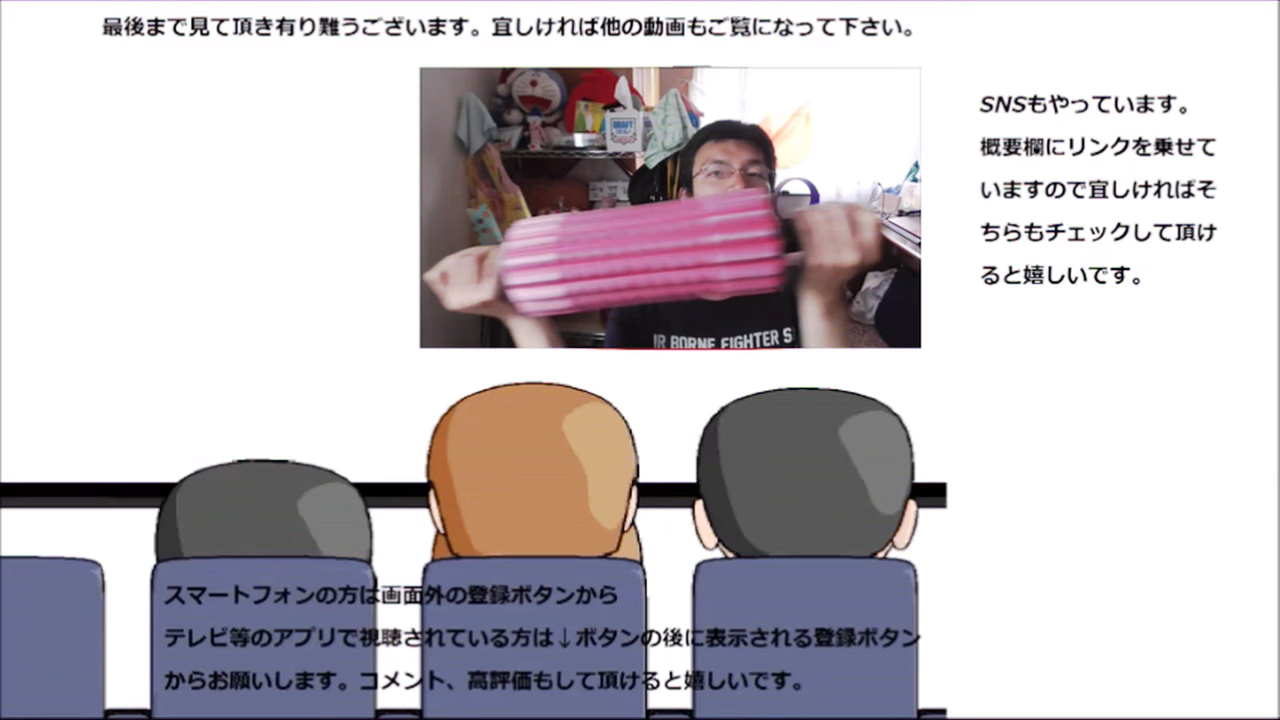 最後まで見て頂き有り難うございます。宜しければ他の動画もご覧になって下さい。
SNSもやっています。
概要欄にリンクを乗せて
いますので宜しければそ
ちらもチェックして頂け
ると嬉しいです。
IR BORNE FIGHTER S
スマートフォンの方は画面外の登録ボタンから
テレビ等のアプリで視聴されている方は↓ボタンの後に表示される登録ボタン
からお願いします。コメント、高評価もして頂けると嬉しいです。